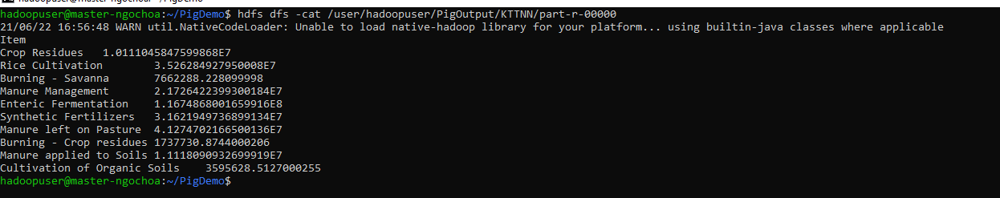 hadoopuser@master-ngochoa:~/PigDemo$ hdfs dfs -cat /user/hadoopuser/PigOutput/KTTNN/part-r-00000
21/06/22 16:56:48 WARN util.NativeCodeLoader: Unable to load native-hadoop library for your platform... using builtin-java classes where applicable
Item
Crop Residues 1.0111045847599868E7
Rice Cultivation 3.526284927950008E7
Burning - Savanna 7662288.228099998
Manure Management 2.1726422399300184E7
Enteric Fermentation 1.1674868001659916E8
Synthetic Fertilizers 3.1621949736899134E7
Manure left on Pasture 4.1274702166500136E7
Burning - Crop residues 1737730.8744000206
Manure applied to Soils 1.1118090932699919E7
Cultivation of Organic Soils 3595628.5127000255
hadoopuser@master-ngochoa:~/PigDemo$